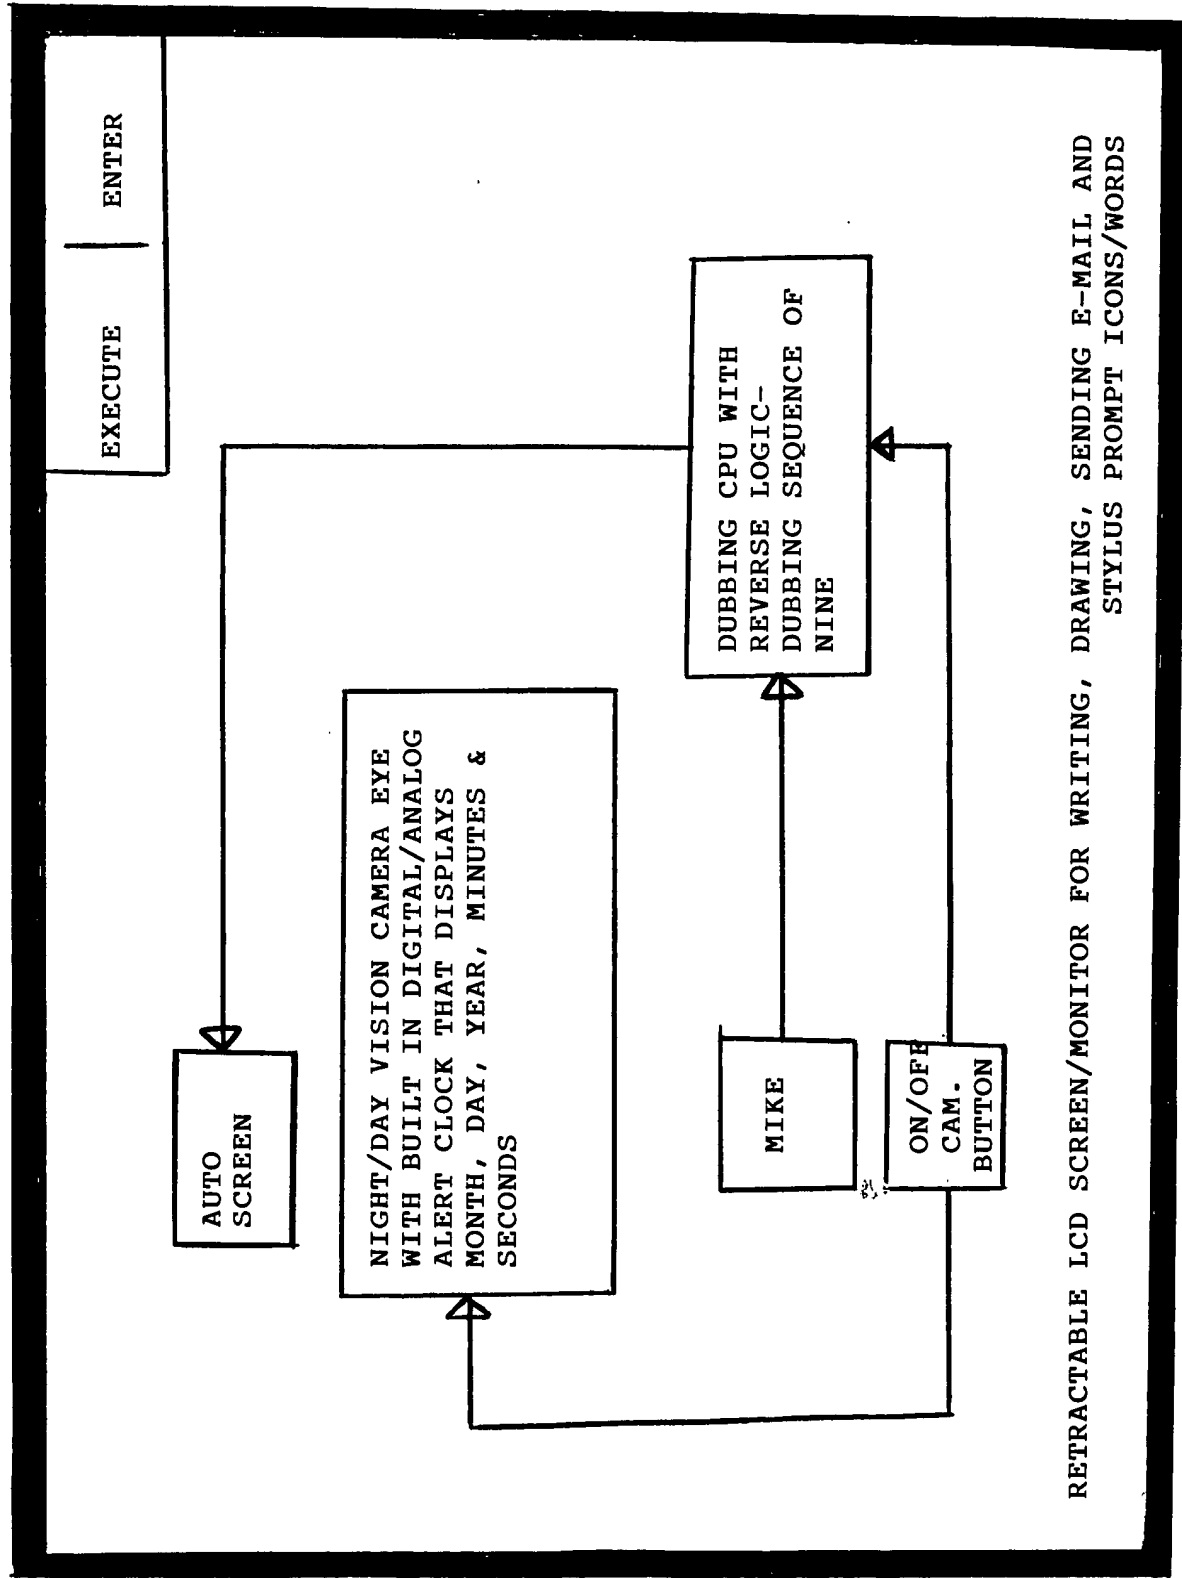 EXECUTE | ENTER
AUTO
SCREEN
NIGHT/DAY VISION CAMERA EYE
WITH BUILT IN DIGITAL/ANALOG
ALERT CLOCK THAT DISPLAYS
MONTH, DAY, YEAR, MINUTES &
SECONDS
DUBBING CPU WITH
REVERSE LOGIC-
DUBBING SEQUENCE OF
NINE
MIKE
ON/OFF
CAM.
BUTTON
RETRACTABLE LCD SCREEN/MONITOR FOR WRITING, DRAWING, SENDING E-MAIL AND
STYLUS PROMPT ICONS/WORDS